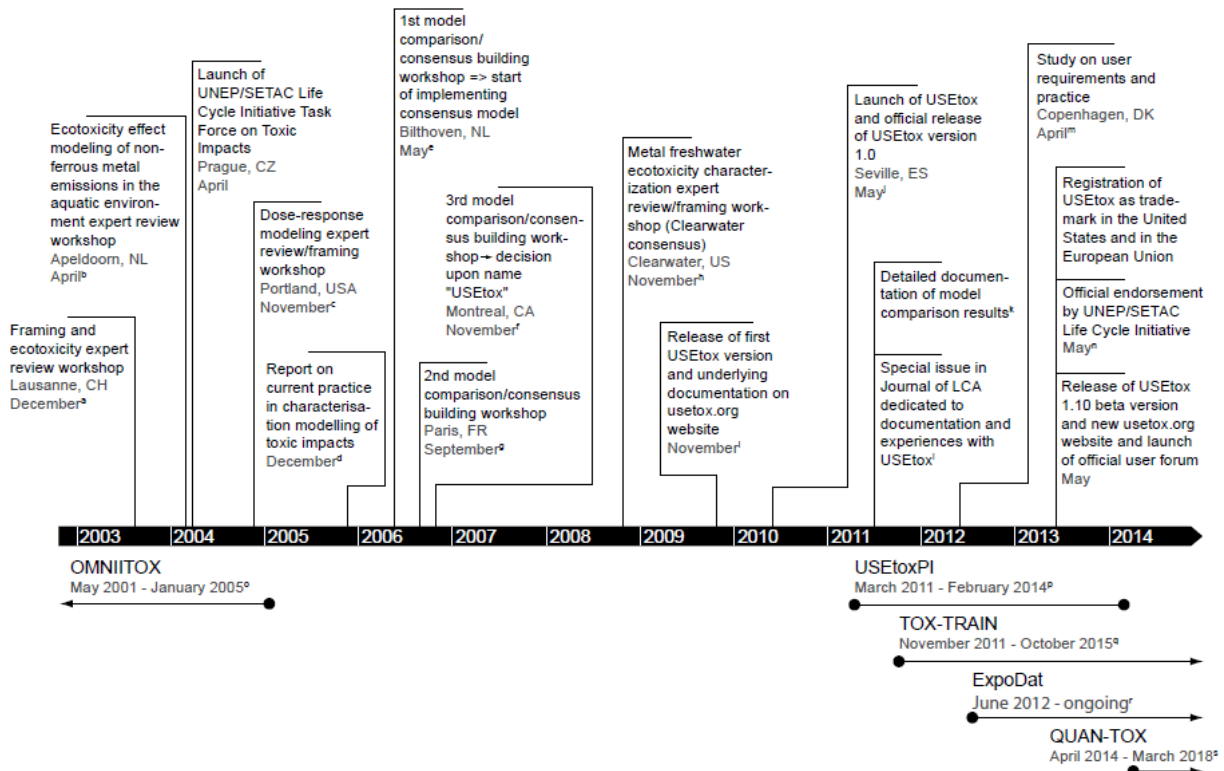 Framing and
ecotoxicity expert
review workshop
Lausanne, CH
Decemberᵃ
Ecotoxicity effect
modeling of non-
ferrous metal
emissions in the
aquatic environ-
ment expert review
workshop
Apeldoorn, NL
Aprilᵇ
Launch of
UNEP/SETAC Life
Cycle Initiative Task
Force on Toxic
Impacts
Prague, CZ
April
Dose-response
modeling expert
review/framing
workshop
Portland, USA
Novemberᶜ
Report on
current practice
in characterisa-
tion modelling of
toxic impacts
Decemberᵈ
1st model
comparison/
consensus building
workshop => start
of implementing
consensus model
Bilthoven, NL
Mayᵉ
2nd model
comparison/consensus
building workshop
Paris, FR
Septemberᵍ
3rd model
comparison/consen-
sus building work-
shop → decision
upon name
"USEtox"
Montreal, CA
Novemberᶠ
Metal freshwater
ecotoxicity character-
ization expert
review/framing work-
shop (Clearwater
consensus)
Clearwater, US
Novemberʰ
Release of first
USEtox version
and underlying
documentation on
usetox.org
website
Novemberⁱ
Launch of USEtox
and official release
of USEtox version
1.0
Seville, ES
Mayʲ
Detailed documen-
tation of model
comparison resultsᵏ
Special issue in
Journal of LCA
dedicated to
documentation and
experiences with
USEtoxˡ
Study on user
requirements and
practice
Copenhagen, DK
Aprilᵐ
Registration of
USEtox as trade-
mark in the United
States and in the
European Union
Official endorsement
by UNEP/SETAC
Life Cycle Initiative
Mayⁿ
Release of USEtox
1.10 beta version
and new usetox.org
website and launch
of official user forum
May
2003 2004 2005 2006 2007 2008 2009 2010 2011 2012 2013 2014
OMNIITOX
May 2001 - January 2005ᵒ
USEtoxPI
March 2011 - February 2014ᵖ
TOX-TRAIN
November 2011 - October 2015q
ExpoDat
June 2012 - ongoingʳ
QUAN-TOX
April 2014 - March 2018ˢ